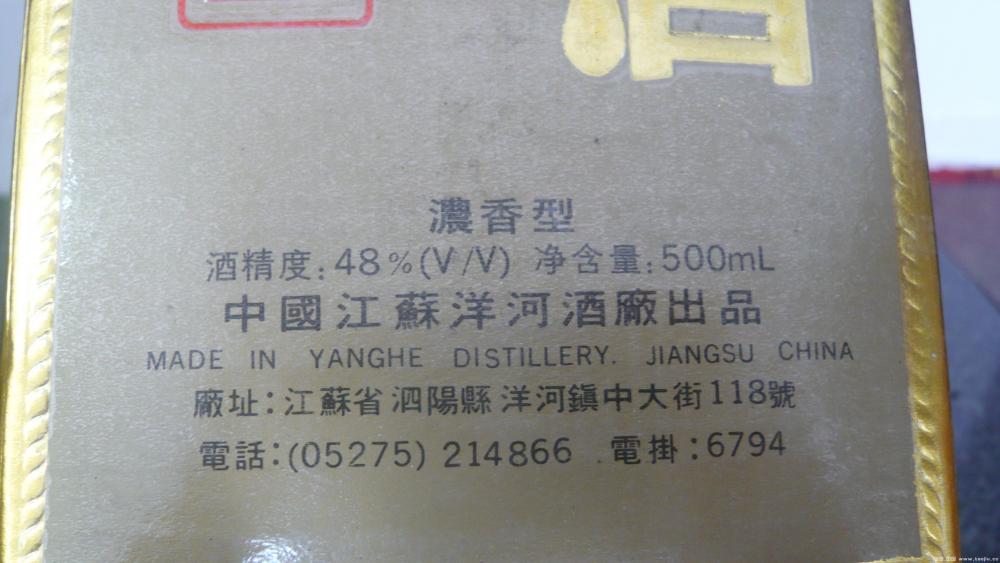 酒
濃香型
酒精度:48%(V/V) 净含量:500mL
中國江蘇洋河酒廠出品
MADE IN YANGHE DISTILLERY. JIANGSU CHINA
廠址:江蘇省泗陽縣洋河鎮中大街118號
電話:(05275)214866 電掛:6794